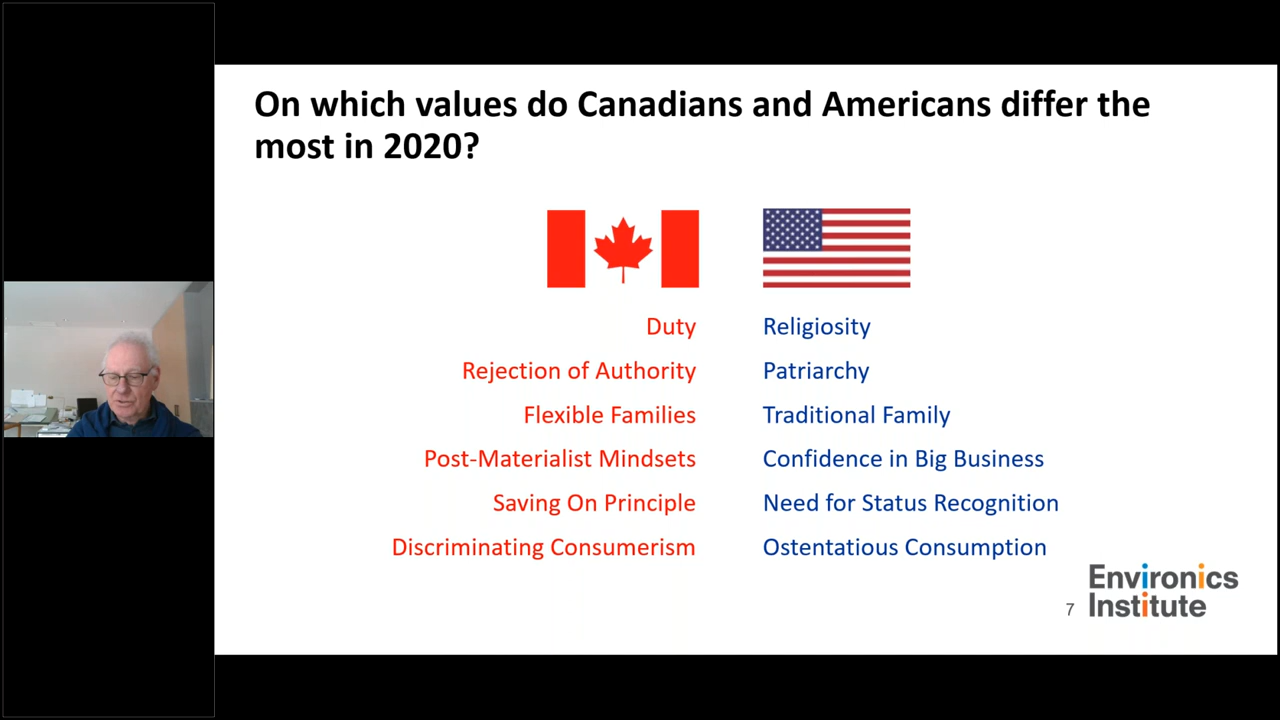 On which values do Canadians and Americans differ the
most in 2020?
Duty
Religiosity
Rejection of Authority
Patriarchy
Flexible Families
Traditional Family
Post-Materialist Mindsets
Confidence in Big Business
Saving On Principle
Need for Status Recognition
Discriminating Consumerism
Ostentatious Consumption
7
Environics
Institute